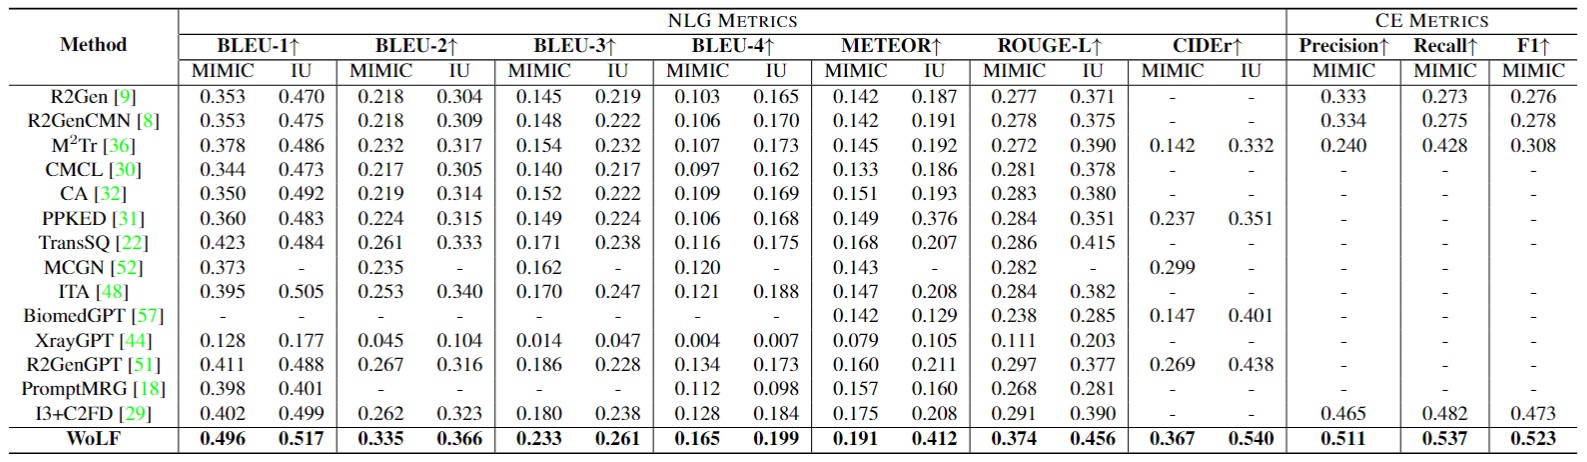 NLG METRICS CE METRICS
Method BLEU-1↑ BLEU-2↑ BLEU-3↑ BLEU-4↑ METEOR↑ ROUGE-L↑ CIDEr↑ Precision↑ Recall↑ F1↑
MIMIC IU MIMIC IU MIMIC IU MIMIC IU MIMIC IU MIMIC IU MIMIC IU MIMIC MIMIC MIMIC
R2Gen [9] 0.353 0.470 0.218 0.304 0.145 0.219 0.103 0.165 0.142 0.187 0.277 0.371 - - 0.333 0.273 0.276
R2GenCMN [8] 0.353 0.475 0.218 0.309 0.148 0.222 0.106 0.170 0.142 0.191 0.278 0.375 - - 0.334 0.275 0.278
M²Tr [36] 0.378 0.486 0.232 0.317 0.154 0.232 0.107 0.173 0.145 0.192 0.272 0.390 0.142 0.332 0.240 0.428 0.308
CMCL [30] 0.344 0.473 0.217 0.305 0.140 0.217 0.097 0.162 0.133 0.186 0.281 0.378 - - - - -
CA [32] 0.350 0.492 0.219 0.314 0.152 0.222 0.109 0.169 0.151 0.193 0.283 0.380 - - - - -
PPKED [31] 0.360 0.483 0.224 0.315 0.149 0.224 0.106 0.168 0.149 0.376 0.284 0.351 0.237 0.351 - - -
TransSQ [22] 0.423 0.484 0.261 0.333 0.171 0.238 0.116 0.175 0.168 0.207 0.286 0.415 - - - - -
MCGN [52] 0.373 - 0.235 - 0.162 - 0.120 - 0.143 - 0.282 - 0.299 - - - -
ITA [48] 0.395 0.505 0.253 0.340 0.170 0.247 0.121 0.188 0.147 0.208 0.284 0.382 - - - - -
BiomedGPT [57] - - - - - - - - 0.142 0.129 0.238 0.285 0.147 0.401 - - -
XrayGPT [44] 0.128 0.177 0.045 0.104 0.014 0.047 0.004 0.007 0.079 0.105 0.111 0.203 - - - -
R2GenGPT [51] 0.411 0.488 0.267 0.316 0.186 0.228 0.134 0.173 0.160 0.211 0.297 0.377 0.269 0.438 - - -
PromptMRG [18] 0.398 0.401 - - - - 0.112 0.098 0.157 0.160 0.268 0.281 - - - - -
I3+C2FD [29] 0.402 0.499 0.262 0.323 0.180 0.238 0.128 0.184 0.175 0.208 0.291 0.390 - - 0.465 0.482 0.473
WoLF 0.496 0.517 0.335 0.366 0.233 0.261 0.165 0.199 0.191 0.412 0.374 0.456 0.367 0.540 0.511 0.537 0.523